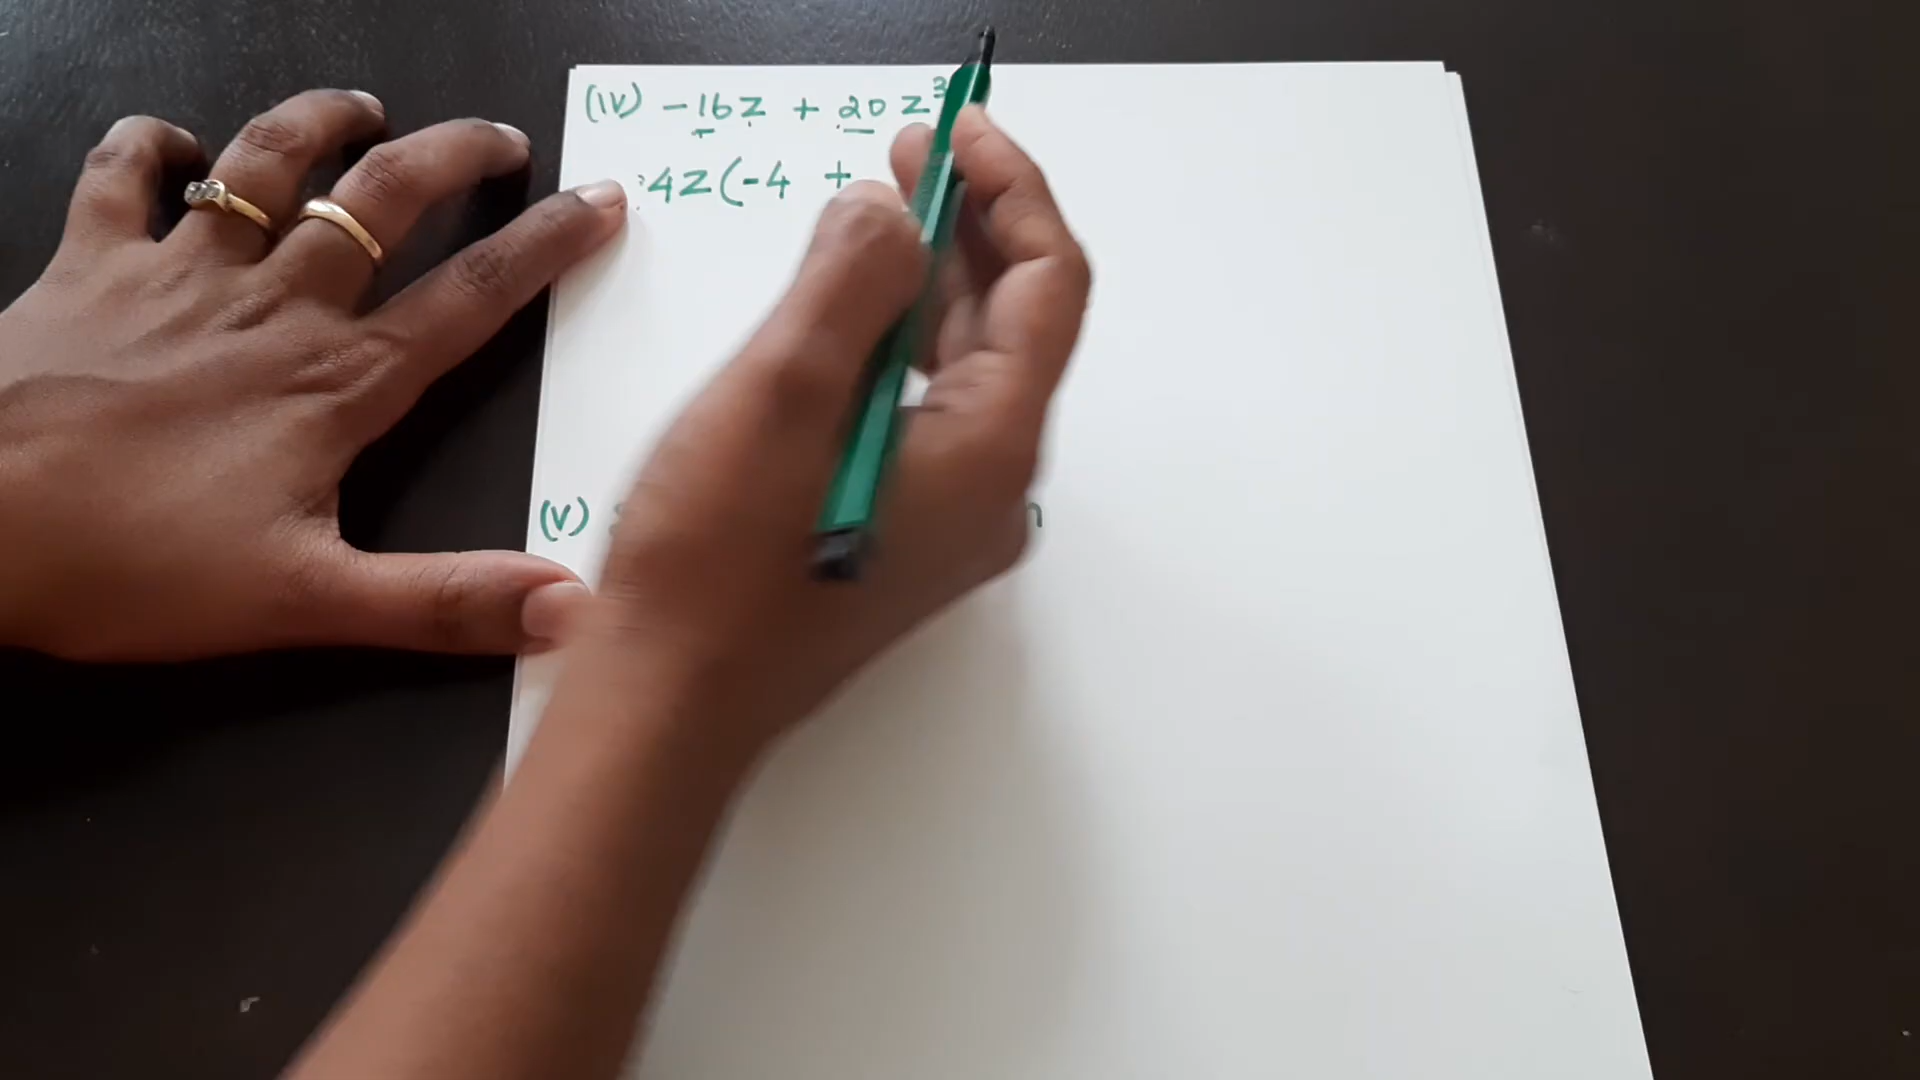 (iv) -16z + 20z³
4z(-4 +
(v)